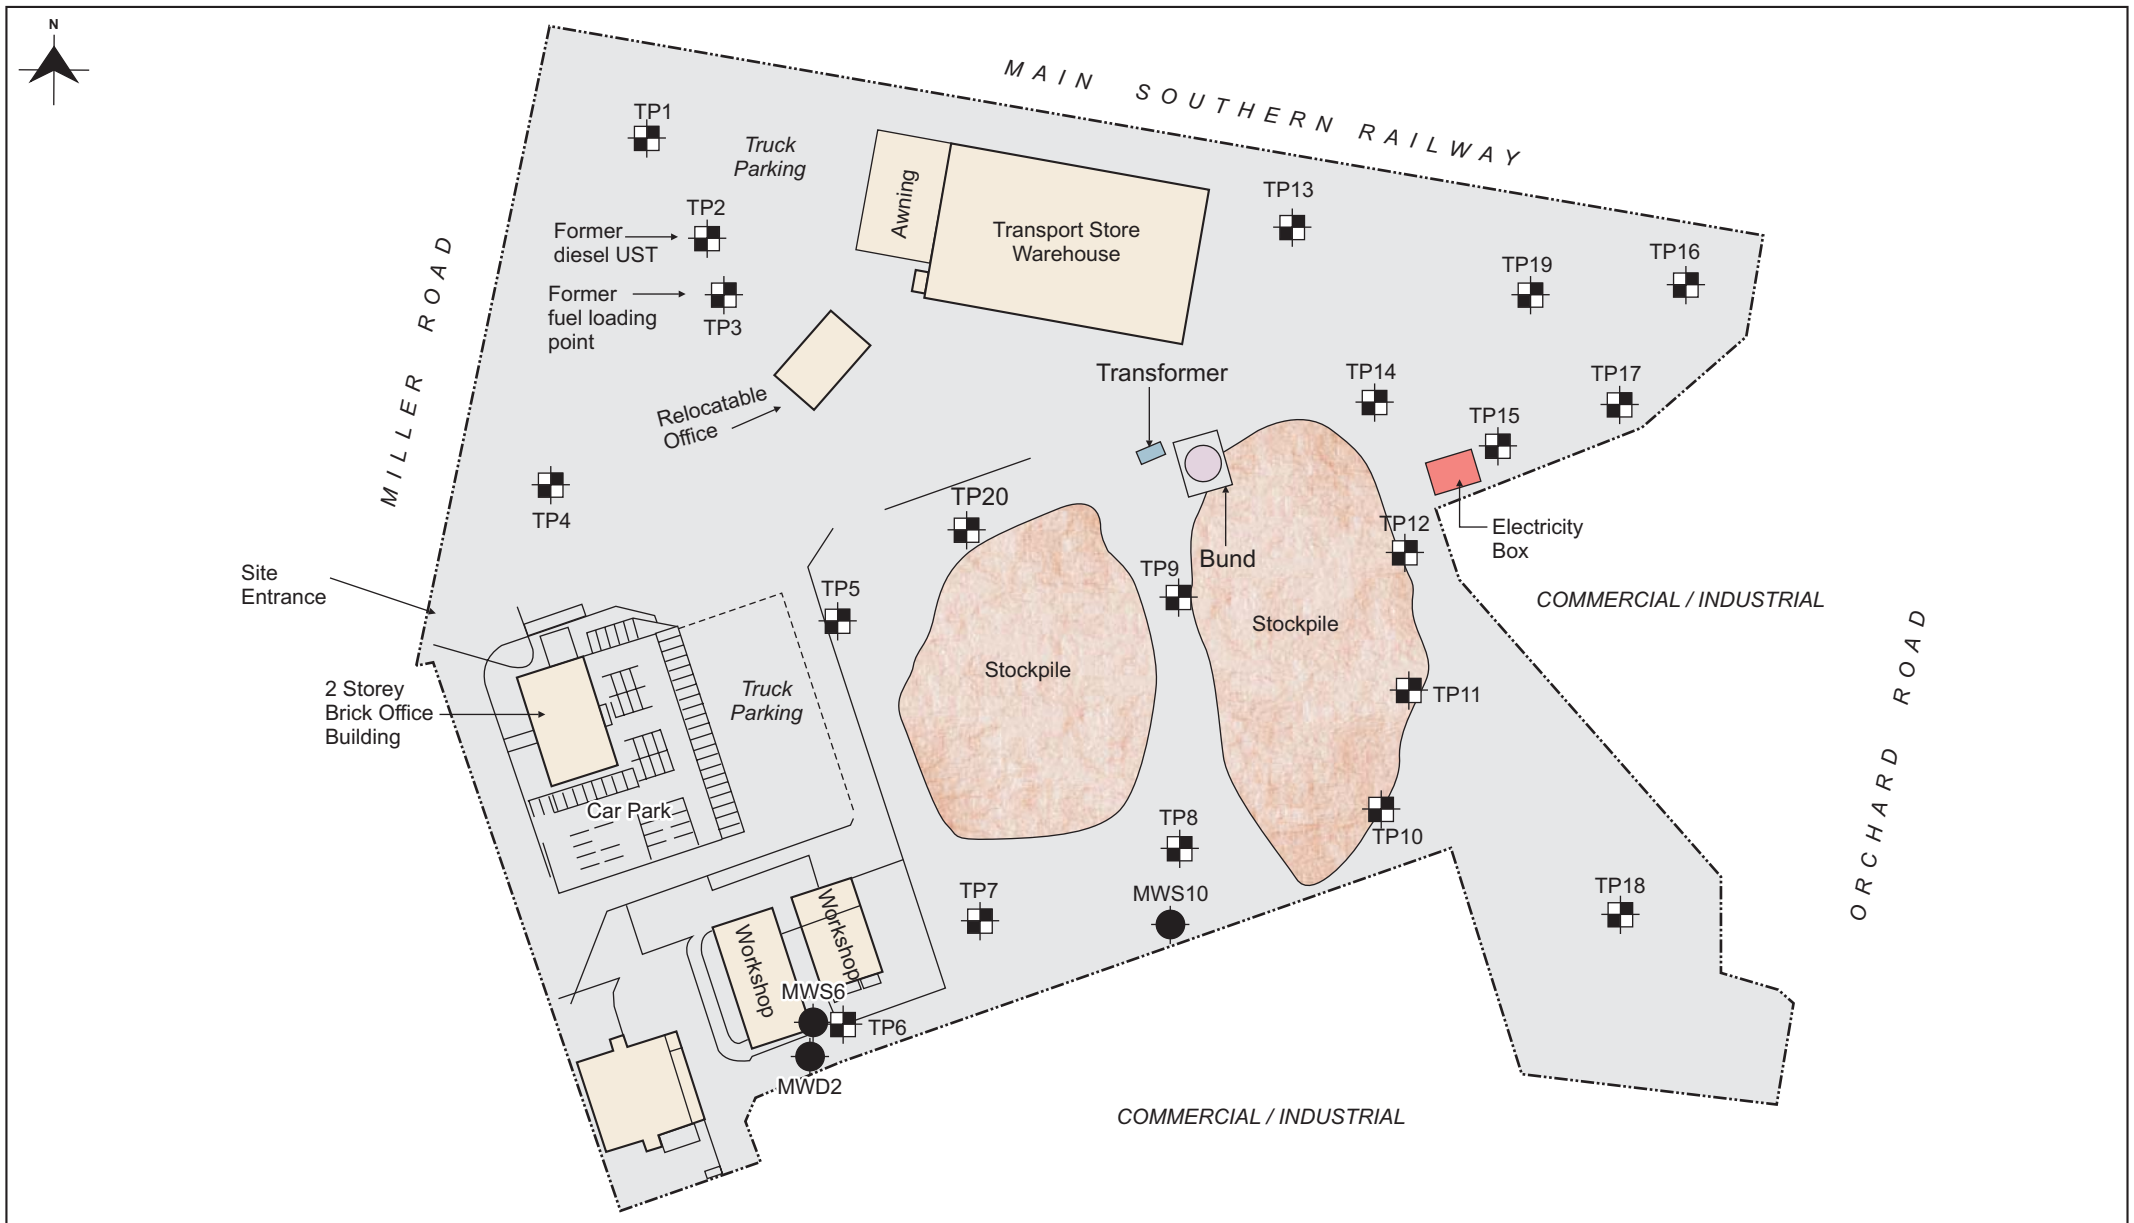 N
MAIN SOUTHERN RAILWAY
TP1
Truck
Parking
Awning
Transport Store
Warehouse
TP13
TP2
Former
diesel UST
TP19
TP16
MILLER ROAD
Former
fuel loading
point
TP3
Transformer
TP14
TP17
Relocatable
Office
TP15
TP4
TP20
TP12
Electricity
Box
Bund
Site
Entrance
TP5
TP9
COMMERCIAL / INDUSTRIAL
Stockpile
Stockpile
ORCHARD ROAD
2 Storey
Brick Office
Building
Truck
Parking
TP11
Car Park
TP8
TP10
TP7
MWS10
TP18
Workshop
Workshop
MWS6
TP6
MWD2
COMMERCIAL / INDUSTRIAL